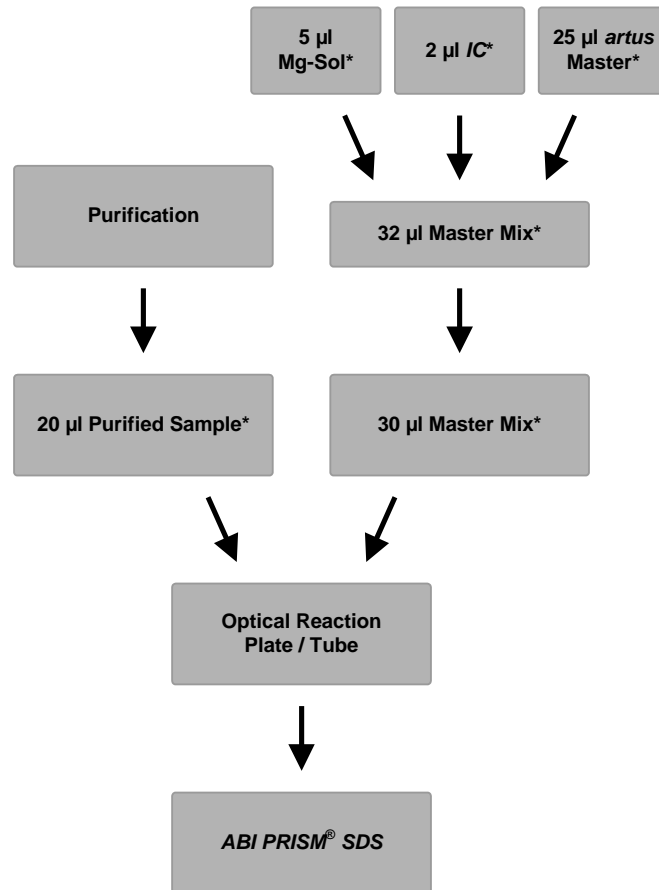 5 µl
Mg-Sol*
2 µl IC*
25 µl artus
Master*
Purification
32 µl Master Mix*
20 µl Purified Sample*
30 µl Master Mix*
Optical Reaction
Plate / Tube
ABI PRISM® SDS